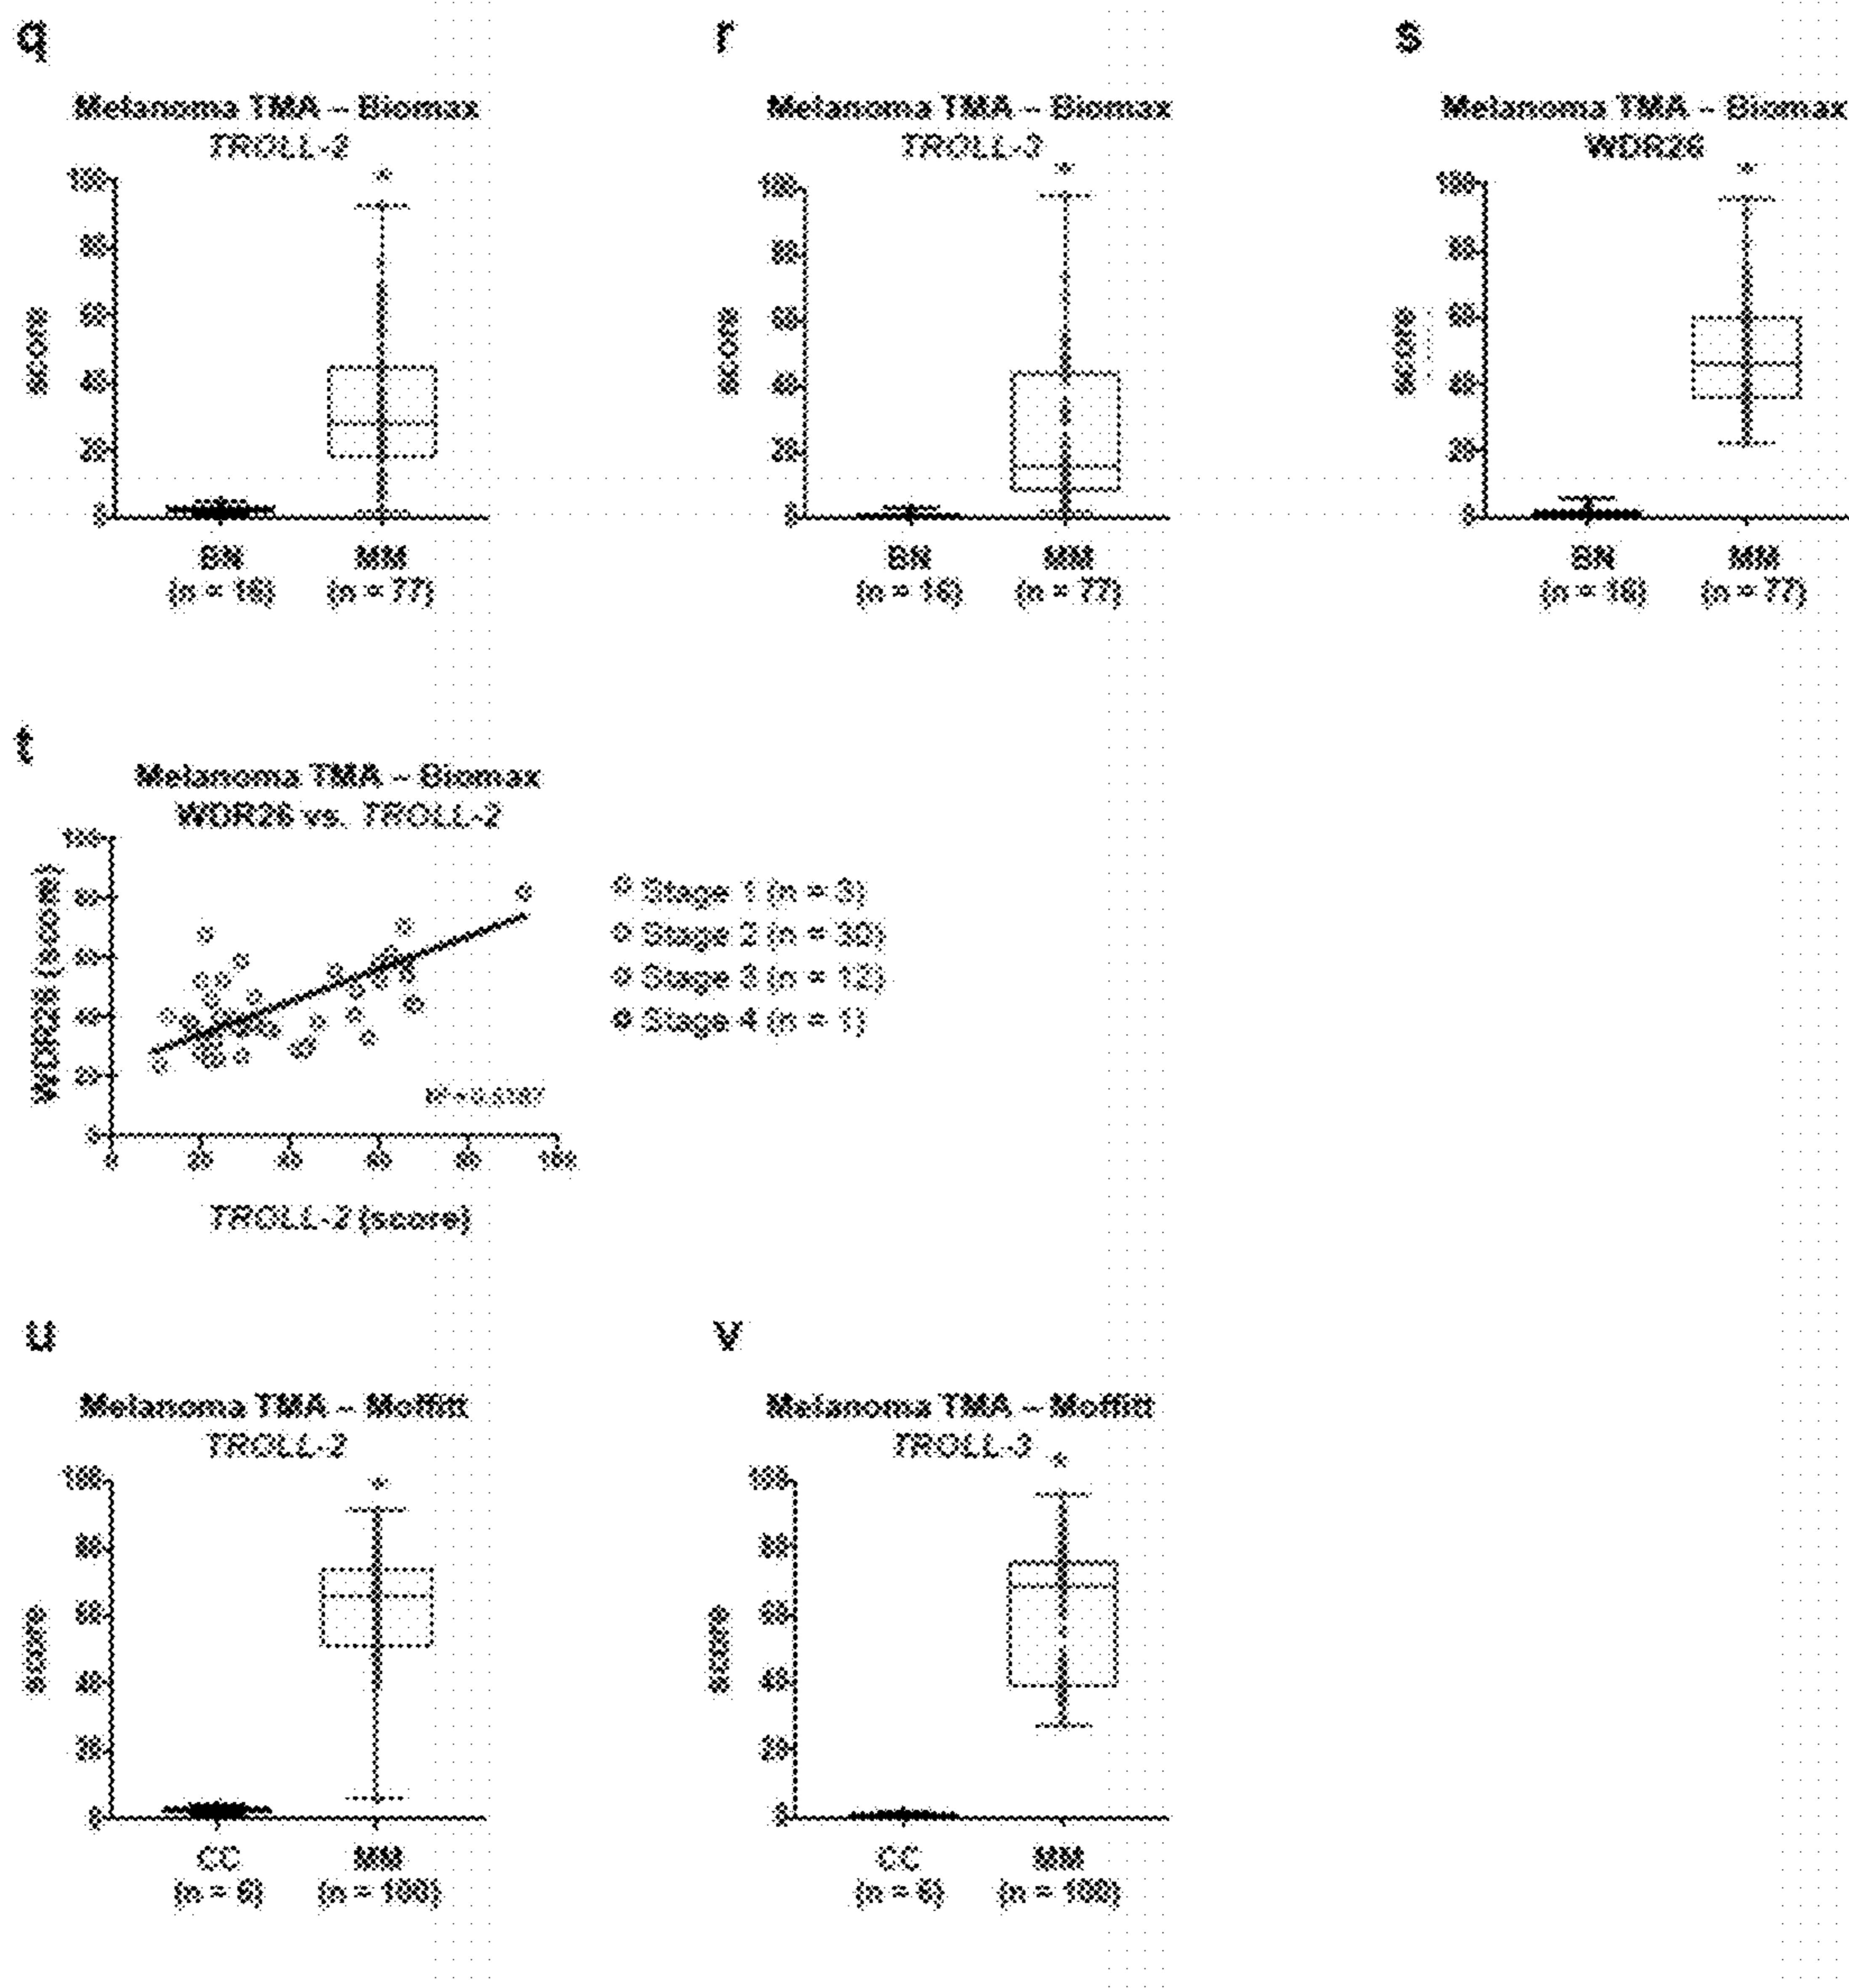 q
Melanoma TMA – Biomax
TROLL-2
100
80
60
40
20
0
score
BN
(n = 16)
MM
(n = 77)
r
Melanoma TMA – Biomax
TROLL-3
100
80
60
40
20
0
score
BN
(n = 16)
MM
(n = 77)
s
Melanoma TMA – Biomax
WDR26
100
80
60
40
20
0
score
BN
(n = 16)
MM
(n = 77)
t
Melanoma TMA – Biomax
WDR26 vs. TROLL-2
100
80
60
40
20
0
WDR26 (score)
0 20 40 60 80 100
TROLL-2 (score)
Stage 1 (n = 3)
Stage 2 (n = 30)
Stage 3 (n = 12)
Stage 4 (n = 1)
u
Melanoma TMA – Moffitt
TROLL-2
100
80
60
40
20
0
score
CC
(n = 6)
MM
(n = 100)
v
Melanoma TMA – Moffitt
TROLL-3
100
80
60
40
20
0
score
CC
(n = 6)
MM
(n = 100)